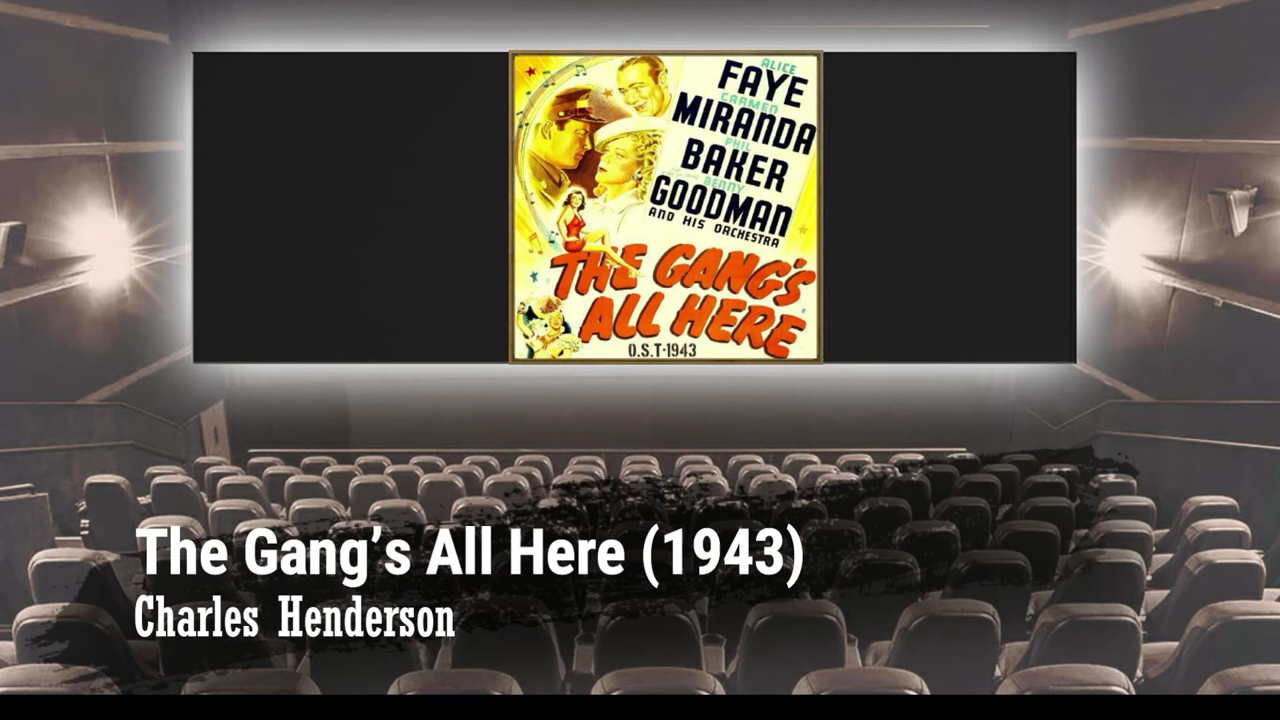 ALICE
FAYE
CARMEN
MIRANDA
PHIL
BAKER
BENNY
GOODMAN
AND HIS ORCHESTRA
THE GANG'S
ALL HERE
O.S.T-1943
The Gang’s All Here (1943)
Charles Henderson